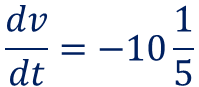 dv/dt = −10 1/5